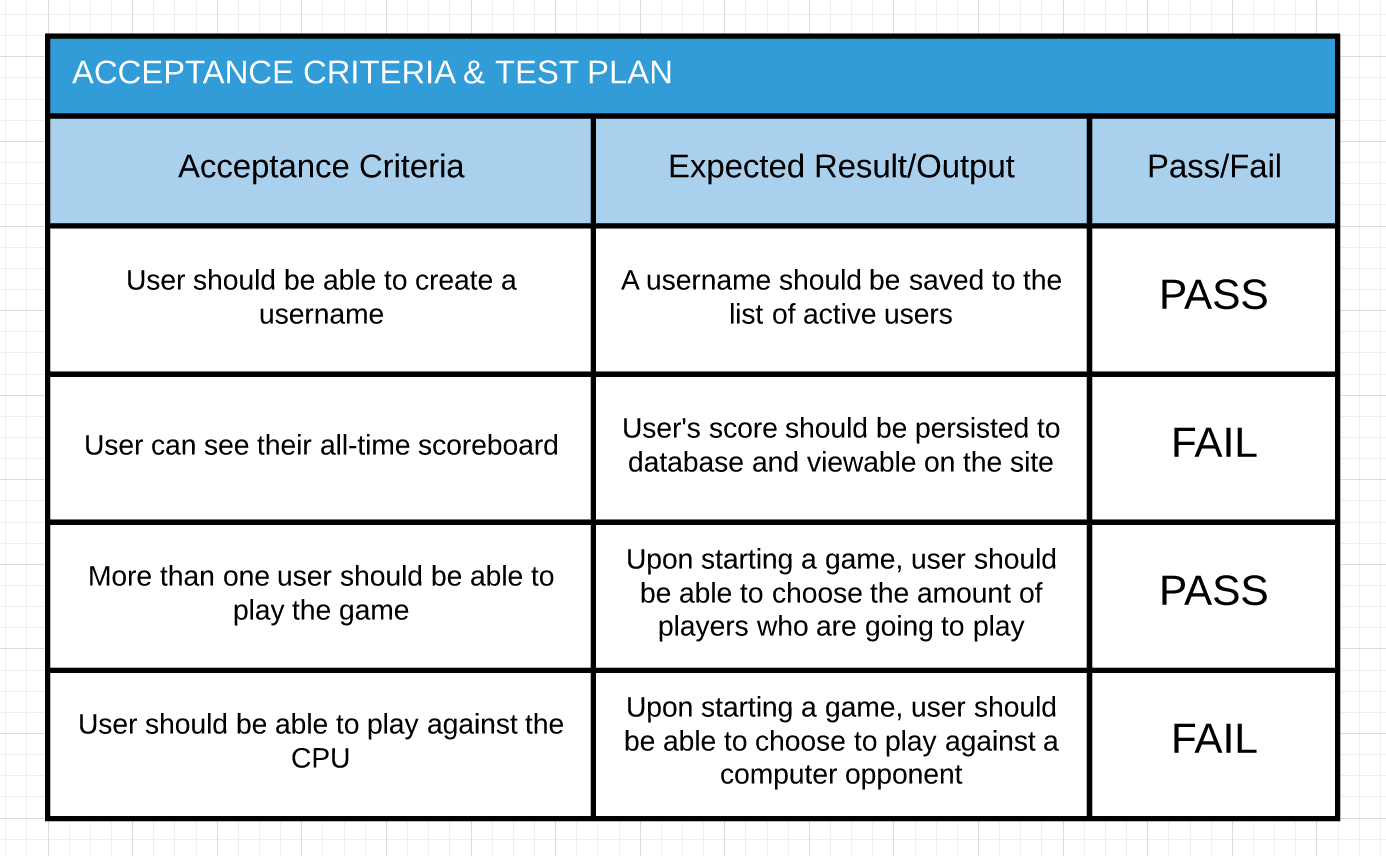 ACCEPTANCE CRITERIA & TEST PLAN
Acceptance Criteria
Expected Result/Output
Pass/Fail
User should be able to create a
username
A username should be saved to the
list of active users
PASS
User can see their all-time scoreboard
User's score should be persisted to
database and viewable on the site
FAIL
More than one user should be able to
play the game
Upon starting a game, user should
be able to choose the amount of
players who are going to play
PASS
User should be able to play against the
CPU
Upon starting a game, user should
be able to choose to play against a
computer opponent
FAIL